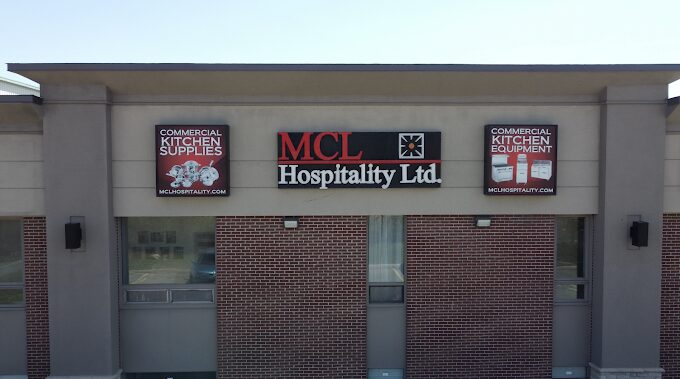 COMMERCIAL
KITCHEN
SUPPLIES
MCLHOSPITALITY.COM
MCL
Hospitality Ltd.
COMMERCIAL
KITCHEN
EQUIPMENT
MCLHOSPITALITY.COM